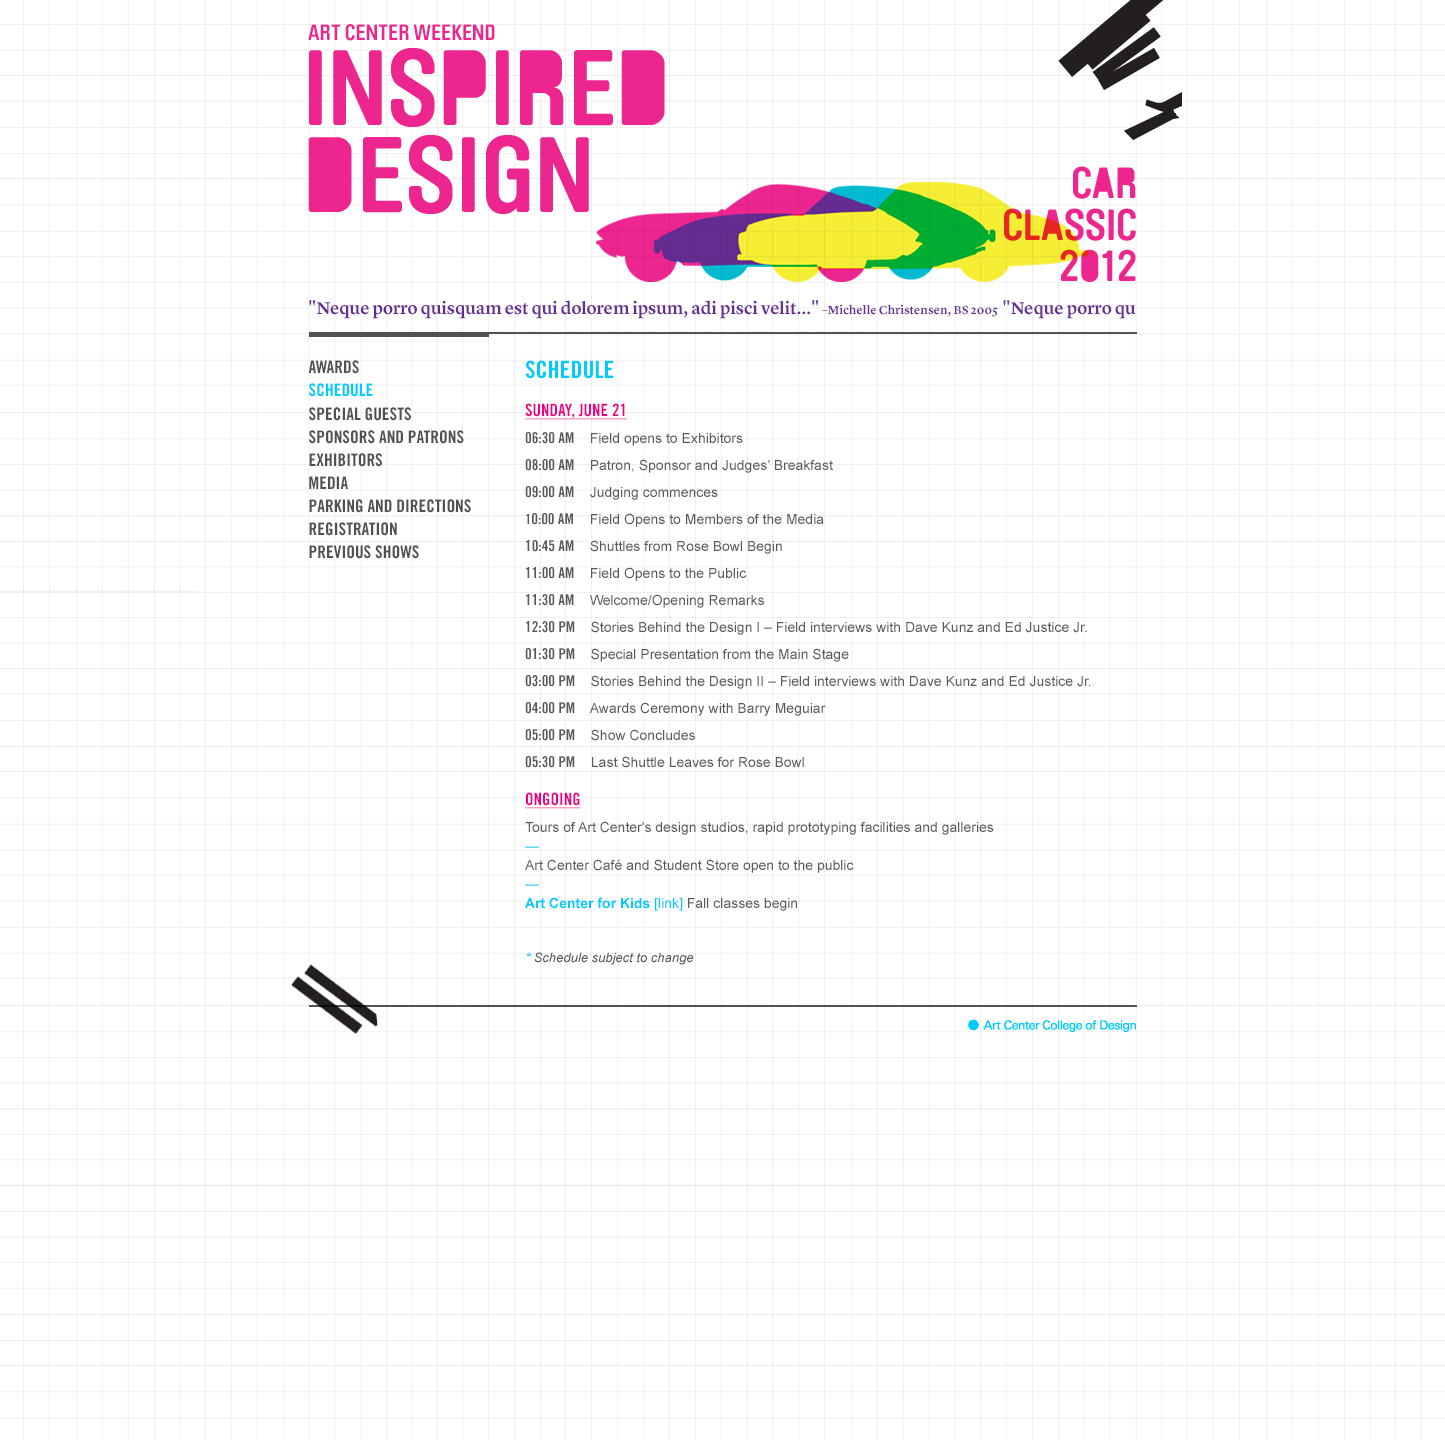 ART CENTER WEEKEND
INSPIRED
DESIGN
CAR
CLASSIC
2012
"Neque porro quisquam est qui dolorem ipsum, adi pisci velit..." –Michelle Christensen, BS 2005 "Neque porro qu
AWARDS
SCHEDULE
SPECIAL GUESTS
SPONSORS AND PATRONS
EXHIBITORS
MEDIA
PARKING AND DIRECTIONS
REGISTRATION
PREVIOUS SHOWS
SCHEDULE
SUNDAY, JUNE 21
06:30 AM Field opens to Exhibitors
08:00 AM Patron, Sponsor and Judges' Breakfast
09:00 AM Judging commences
10:00 AM Field Opens to Members of the Media
10:45 AM Shuttles from Rose Bowl Begin
11:00 AM Field Opens to the Public
11:30 AM Welcome/Opening Remarks
12:30 PM Stories Behind the Design I – Field interviews with Dave Kunz and Ed Justice Jr.
01:30 PM Special Presentation from the Main Stage
03:00 PM Stories Behind the Design II – Field interviews with Dave Kunz and Ed Justice Jr.
04:00 PM Awards Ceremony with Barry Meguiar
05:00 PM Show Concludes
05:30 PM Last Shuttle Leaves for Rose Bowl
ONGOING
Tours of Art Center's design studios, rapid prototyping facilities and galleries
—
Art Center Café and Student Store open to the public
—
Art Center for Kids [link] Fall classes begin
* Schedule subject to change
Art Center College of Design